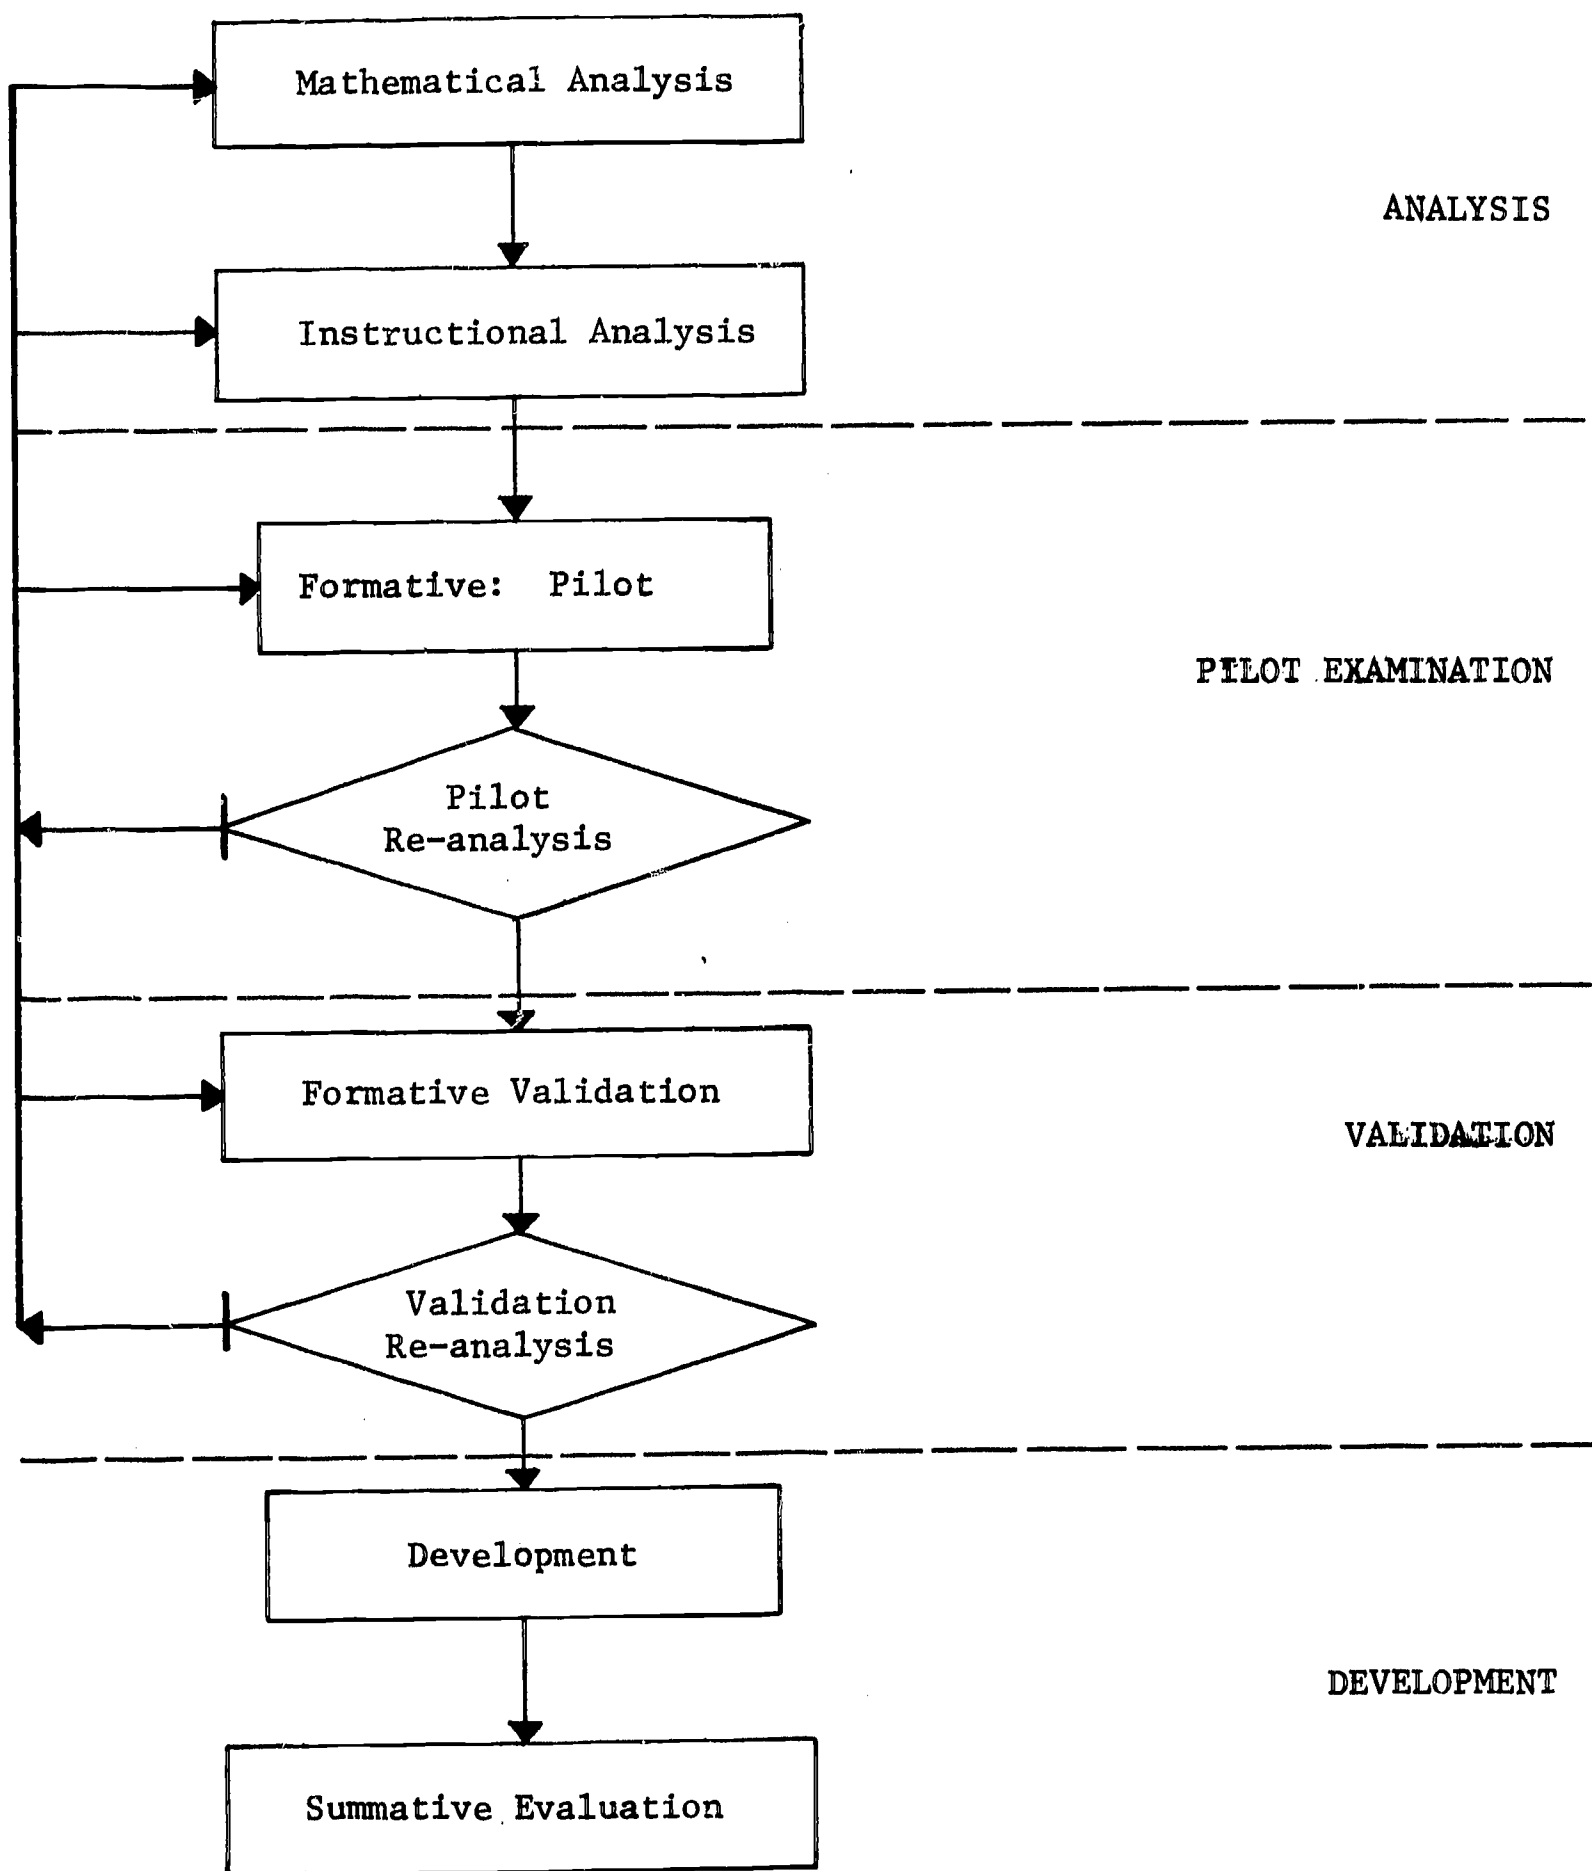 Mathematical Analysis
ANALYSIS
Instructional Analysis
Formative: Pilot
PILOT EXAMINATION
Pilot
Re-analysis
Formative Validation
VALIDATION
Validation
Re-analysis
Development
DEVELOPMENT
Summative Evaluation